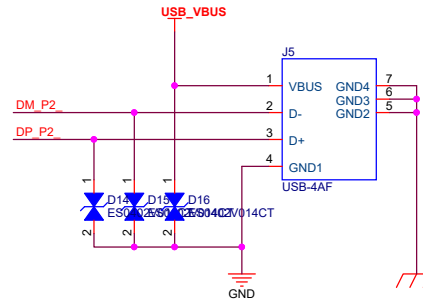 USB_VBUS
J5
1 VBUS GND4 7
GND3 6
DM_P2_ 2 D- GND2 5
DP_P2_ 3 D+
4 GND1
USB-4AF
1 1 1
D14 D15 D16
2 2 2
GND